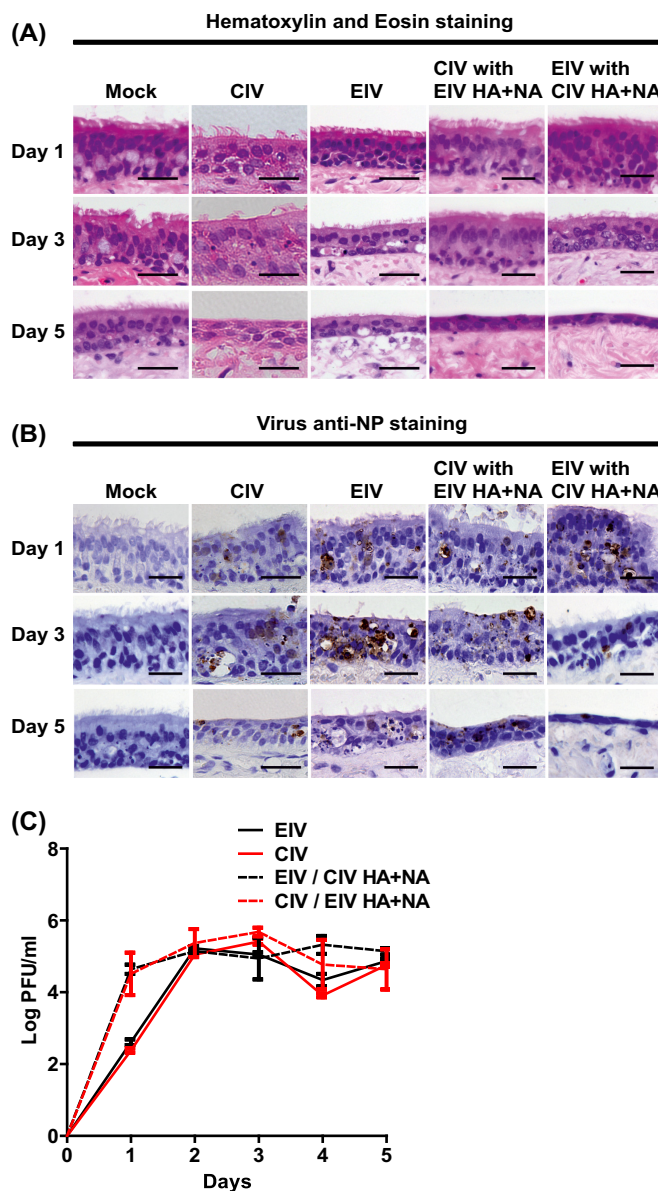 (A)
Hematoxylin and Eosin staining
Mock CIV EIV CIV with EIV HA+NA EIV with CIV HA+NA
Day 1
Day 3
Day 5
(B)
Virus anti-NP staining
Mock CIV EIV CIV with EIV HA+NA EIV with CIV HA+NA
Day 1
Day 3
Day 5
(C)
EIV
CIV
EIV / CIV HA+NA
CIV / EIV HA+NA
8
6
4
2
0
Log PFU/ml
0 1 2 3 4 5
Days